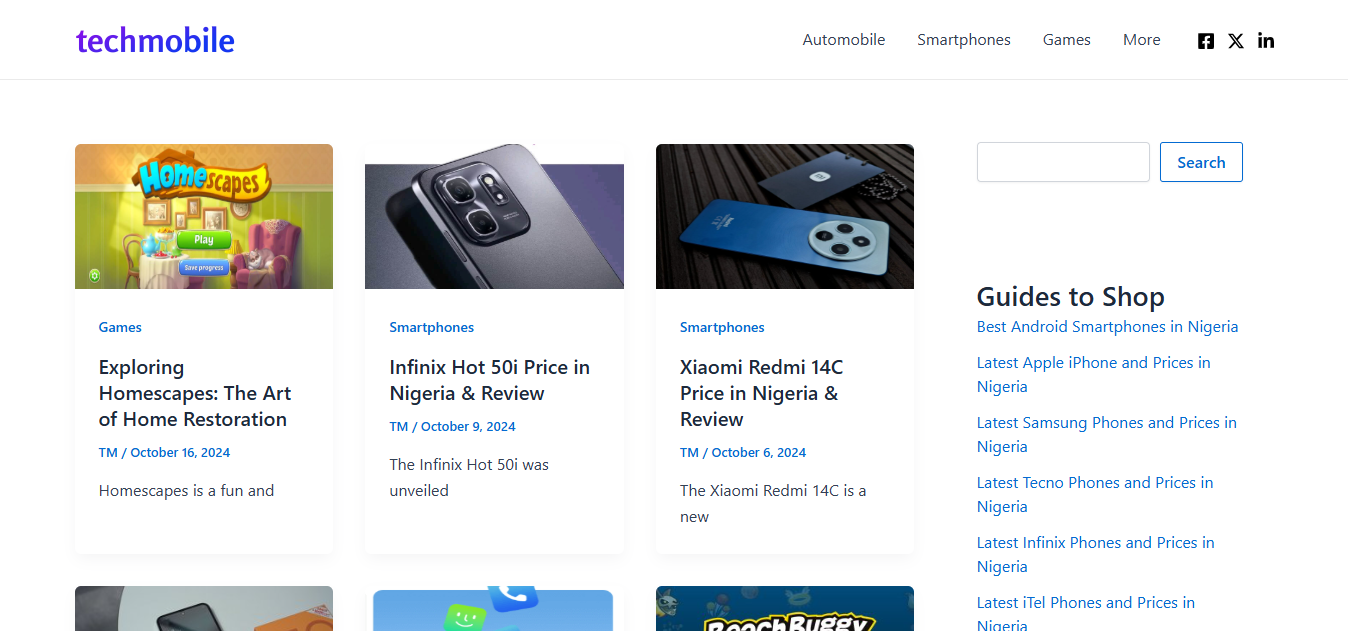 techmobile
Automobile
Smartphones
Games
More
Homescapes
Play
Save progress
Games
Exploring
Homescapes: The Art
of Home Restoration
TM / October 16, 2024
Homescapes is a fun and
Smartphones
Infinix Hot 50i Price in
Nigeria & Review
TM / October 9, 2024
The Infinix Hot 50i was
unveiled
Smartphones
Xiaomi Redmi 14C
Price in Nigeria &
Review
TM / October 6, 2024
The Xiaomi Redmi 14C is a
new
Beach Buggy
Search
Guides to Shop
Best Android Smartphones in Nigeria
Latest Apple iPhone and Prices in
Nigeria
Latest Samsung Phones and Prices in
Nigeria
Latest Tecno Phones and Prices in
Nigeria
Latest Infinix Phones and Prices in
Nigeria
Latest iTel Phones and Prices in
Nigeria